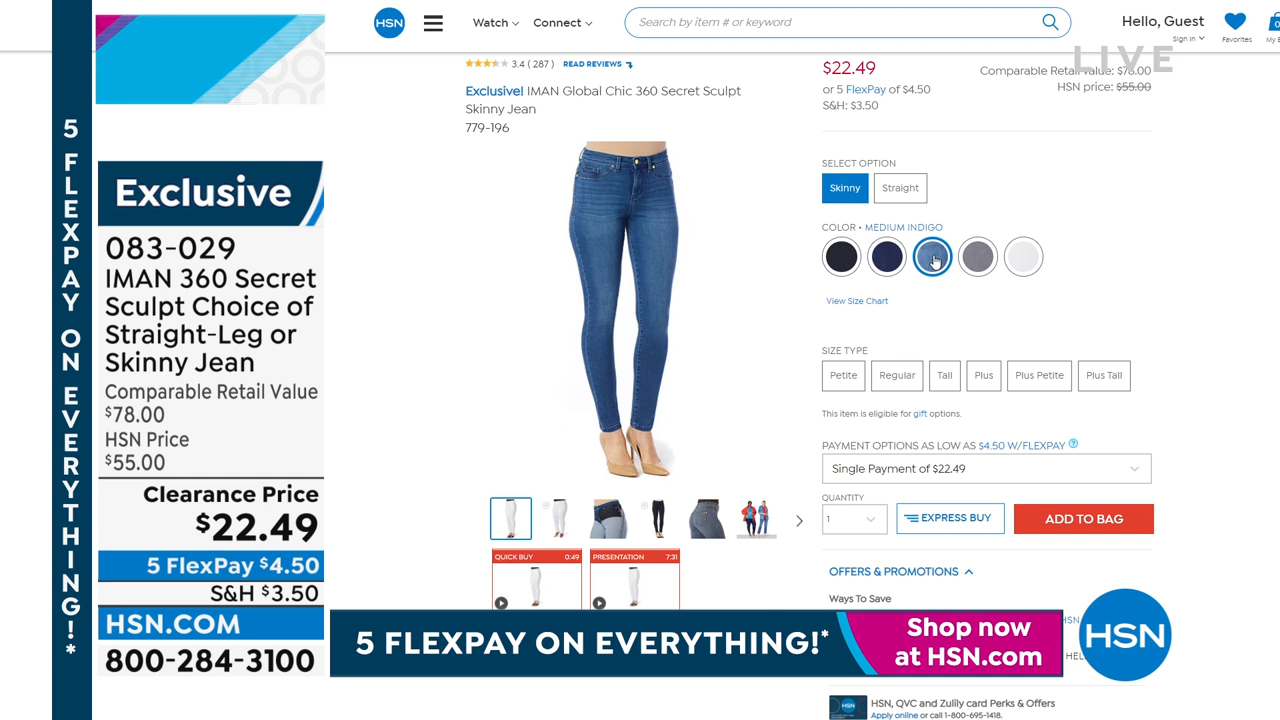 5 FLEXPAY ON EVERYTHING!*
Exclusive
083-029
IMAN 360 Secret
Sculpt Choice of
Straight-Leg or
Skinny Jean
Comparable Retail Value
$78.00
HSN Price
$55.00
Clearance Price
$22.49
5 FlexPay $4.50
S&H $3.50
HSN.COM
800-284-3100
HSN
Watch
Connect
Search by item # or keyword
Hello, Guest
Sign In
Favorites
0
LIVE
3.4 ( 287 )
READ REVIEWS
Exclusive! IMAN Global Chic 360 Secret Sculpt
Skinny Jean
779-196
$22.49
or 5 FlexPay of $4.50
S&H: $3.50
Comparable Retail Value: $78.00
HSN price: $55.00
SELECT OPTION
Skinny
Straight
COLOR • MEDIUM INDIGO
View Size Chart
SIZE TYPE
Petite
Regular
Tall
Plus
Plus Petite
Plus Tall
This item is eligible for gift options.
PAYMENT OPTIONS AS LOW AS $4.50 W/FLEXPAY
Single Payment of $22.49
QUANTITY
1
EXPRESS BUY
ADD TO BAG
QUICK BUY 0:49
PRESENTATION 7:31
OFFERS & PROMOTIONS
Ways To Save
5 FLEXPAY ON EVERYTHING!*
Shop now
at HSN.com
HSN
HSN
HSN, QVC and Zulily card Perks & Offers
Apply online or call 1-800-695-1418.